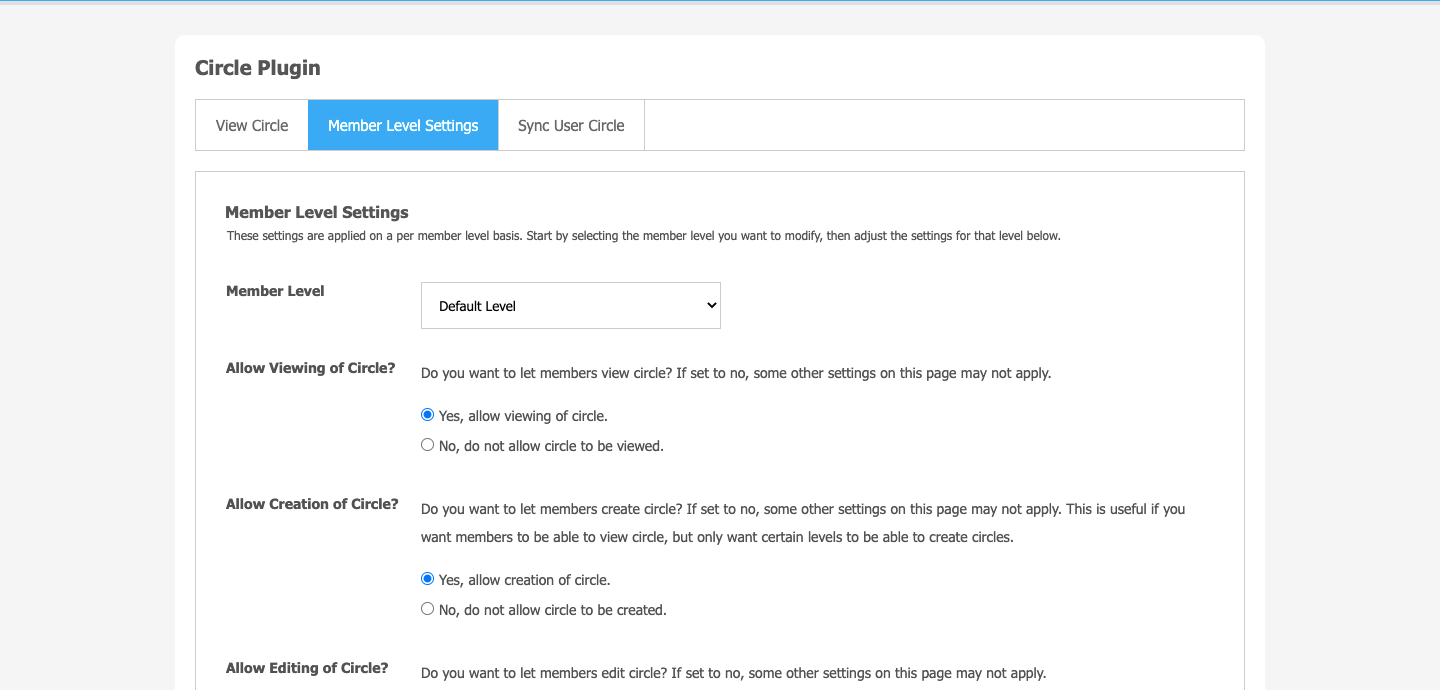 Circle Plugin
View Circle
Member Level Settings
Sync User Circle
Member Level Settings
These settings are applied on a per member level basis. Start by selecting the member level you want to modify, then adjust the settings for that level below.
Member Level
Default Level
Allow Viewing of Circle?
Do you want to let members view circle? If set to no, some other settings on this page may not apply.
Yes, allow viewing of circle.
No, do not allow circle to be viewed.
Allow Creation of Circle?
Do you want to let members create circle? If set to no, some other settings on this page may not apply. This is useful if you
want members to be able to view circle, but only want certain levels to be able to create circles.
Yes, allow creation of circle.
No, do not allow circle to be created.
Allow Editing of Circle?
Do you want to let members edit circle? If set to no, some other settings on this page may not apply.